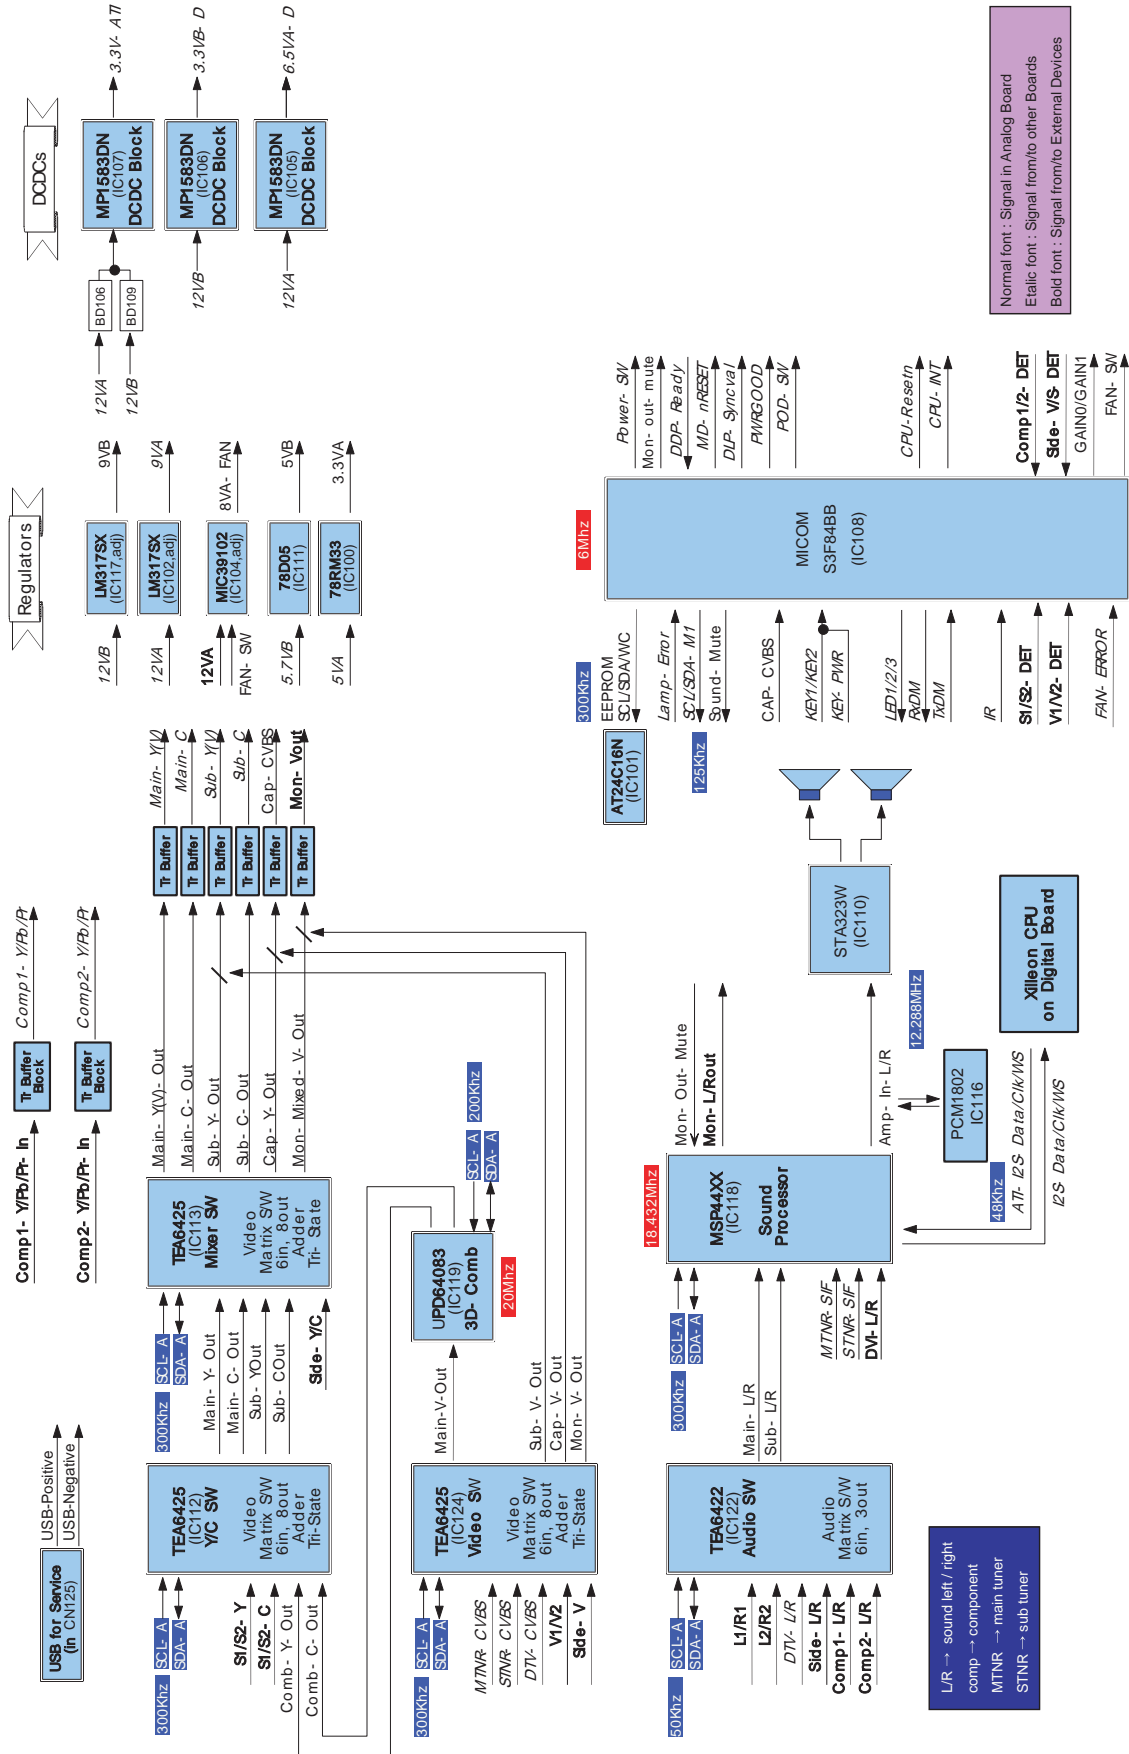 USB for Service
(in CN125)
USB-Positive
USB-Negative
Comp1- Y/Pb/Pr- In
Tr Buffer
Block
Comp1- Y/Pb/Pr
Comp2- Y/Pb/Pr- In
Tr Buffer
Block
Comp2- Y/Pb/Pr
Regulators
12VB
LM317SX
(IC117,adj)
9VB
12VA
LM317SX
(IC102,adj)
9VA
12VA
FAN- SW
MIC39102
(IC104,adj)
8VA- FAN
5.7VB
78D05
(IC111)
5VB
5VA
78RM33
(IC100)
3.3VA
DCDCs
12VA
BD106
12VB
BD109
MP1583DN
(IC107)
DCDC Block
3.3V- ATI
12VB
MP1583DN
(IC106)
DCDC Block
3.3VB- D
12VA
MP1583DN
(IC105)
DCDC Block
6.5VA- D
300Khz
SCL- A
SDA- A
S1/S2- Y
S1/S2- C
Comb- Y- Out
Comb- C- Out
TEA6425
(IC112)
Y/C SW
Video
Matrix S/W
6in, 8out
Adder
Tri-State
300Khz
SCL- A
SDA- A
Main- Y- Out
Main- C- Out
Sub- YOut
Sub- COut
Side- Y/C
TEA6425
(IC113)
Mixer SW
Video
Matrix S/W
6in, 8out
Adder
Tri- State
Main- Y(V)- Out
Main- C- Out
Sub- Y- Out
Sub- C- Out
Cap- Y- Out
Mon- Mixed- V- Out
Tr Buffer
Tr Buffer
Tr Buffer
Tr Buffer
Tr Buffer
Tr Buffer
Main- Y(V)
Main- C
Sub- Y(V)
Sub- C
Cap- CVBS
Mon- Vout
300Khz
SCL- A
SDA- A
MTNR- CVBS
STNR- CVBS
DTV- CVBS
V1/V2
Side- V
TEA6425
(IC124)
Video SW
Video
Matrix S/W
6in, 8out
Adder
Tri-State
Main-V-Out
Sub- V- Out
Cap- V- Out
Mon- V- Out
UPD64083
(IC119)
3D- Comb
20Mhz
SCL- A
SDA- A
200Khz
50Khz
SCL- A
SDA- A
L1/R1
L2/R2
DTV- L/R
Side- L/R
Comp1- L/R
Comp2- L/R
TEA6422
(IC122)
Audio SW
Audio
Matrix S/W
6in, 3out
300Khz
SCL- A
SDA- A
Main- L/R
Sub- L/R
MTNR-SIF
STNR-SIF
DVI- L/R
18.432Mhz
MSP44XX
(IC118)
Sound
Processor
Mon- Out- Mute
Mon- L/Rout
Amp- In- L/R
12.288MHz
PCM1802
IC116
48Khz
ATI- I2S Data/Clk/WS
I2S Data/Clk/WS
STA323W
(IC110)
Xilleon CPU
on Digital Board
AT24C16N
(IC101)
300Khz
EEPROM
SCL/SDA/WC
Lamp- Error
SCL/SDA- M1
125Khz
Sound- Mute
CAP- CVBS
KEY1/KEY2
KEY- PWR
LED1/2/3
RxDM
TxDM
IR
S1/S2- DET
V1/V2- DET
FAN- ERROR
6Mhz
MICOM
S3F84BB
(IC108)
Power- SW
Mon- out- mute
DDP- Ready
MD- nRESET
DLP- Syncval
PWRGOOD
POD- SW
CPU-Resetn
CPU- INT
Comp1/2- DET
Side- V/S- DET
GAIN0/GAIN1
FAN- SW
L/R → sound left / right
comp → component
MTNR → main tuner
STNR → sub tuner
Normal font : Signal in Analog Board
Etalic font : Signal from/to other Boards
Bold font : Signal from/to External Devices